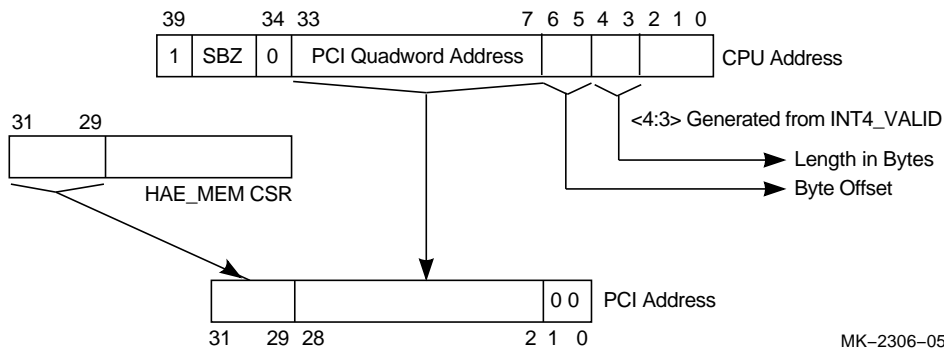 39 34 33 7 6 5 4 3 2 1 0
1 SBZ 0 PCI Quadword Address CPU Address
<4:3> Generated from INT4_VALID
31 29
Length in Bytes
HAE_MEM CSR
Byte Offset
0 0 PCI Address
31 29 28 2 1 0
MK–2306–05